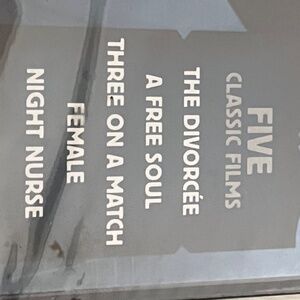 FIVE
CLASSIC FILMS
THE DIVORCÉE
A FREE SOUL
THREE ON A MATCH
FEMALE
NIGHT NURSE